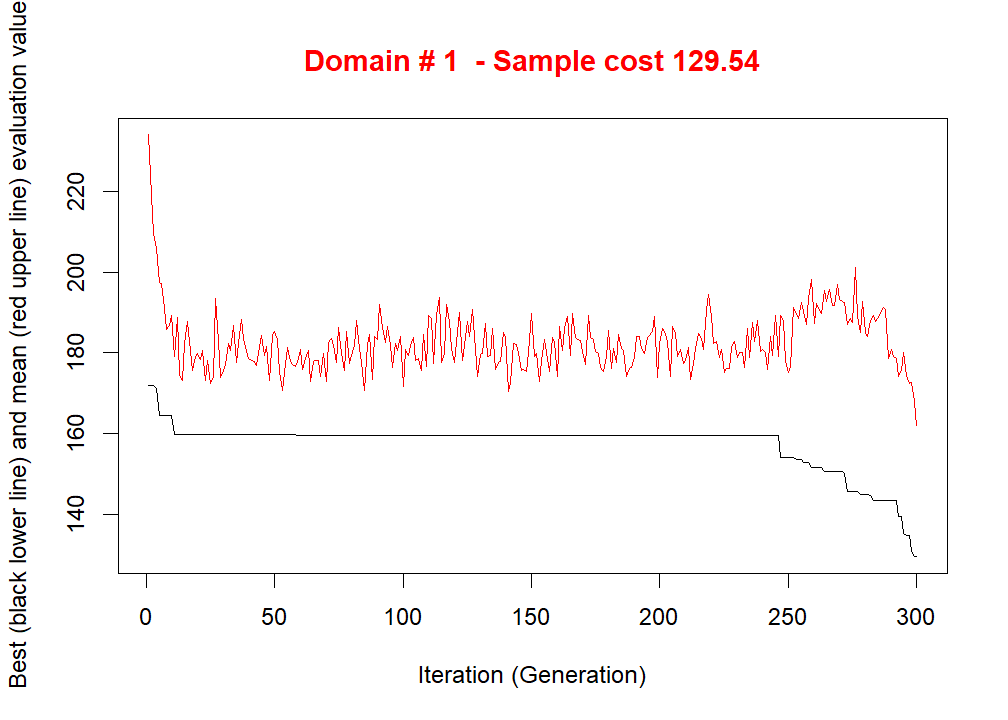 Domain # 1  - Sample cost 129.54
Best (black lower line) and mean (red upper line) evaluation value
220
200
180
160
140
0 50 100 150 200 250 300
Iteration (Generation)